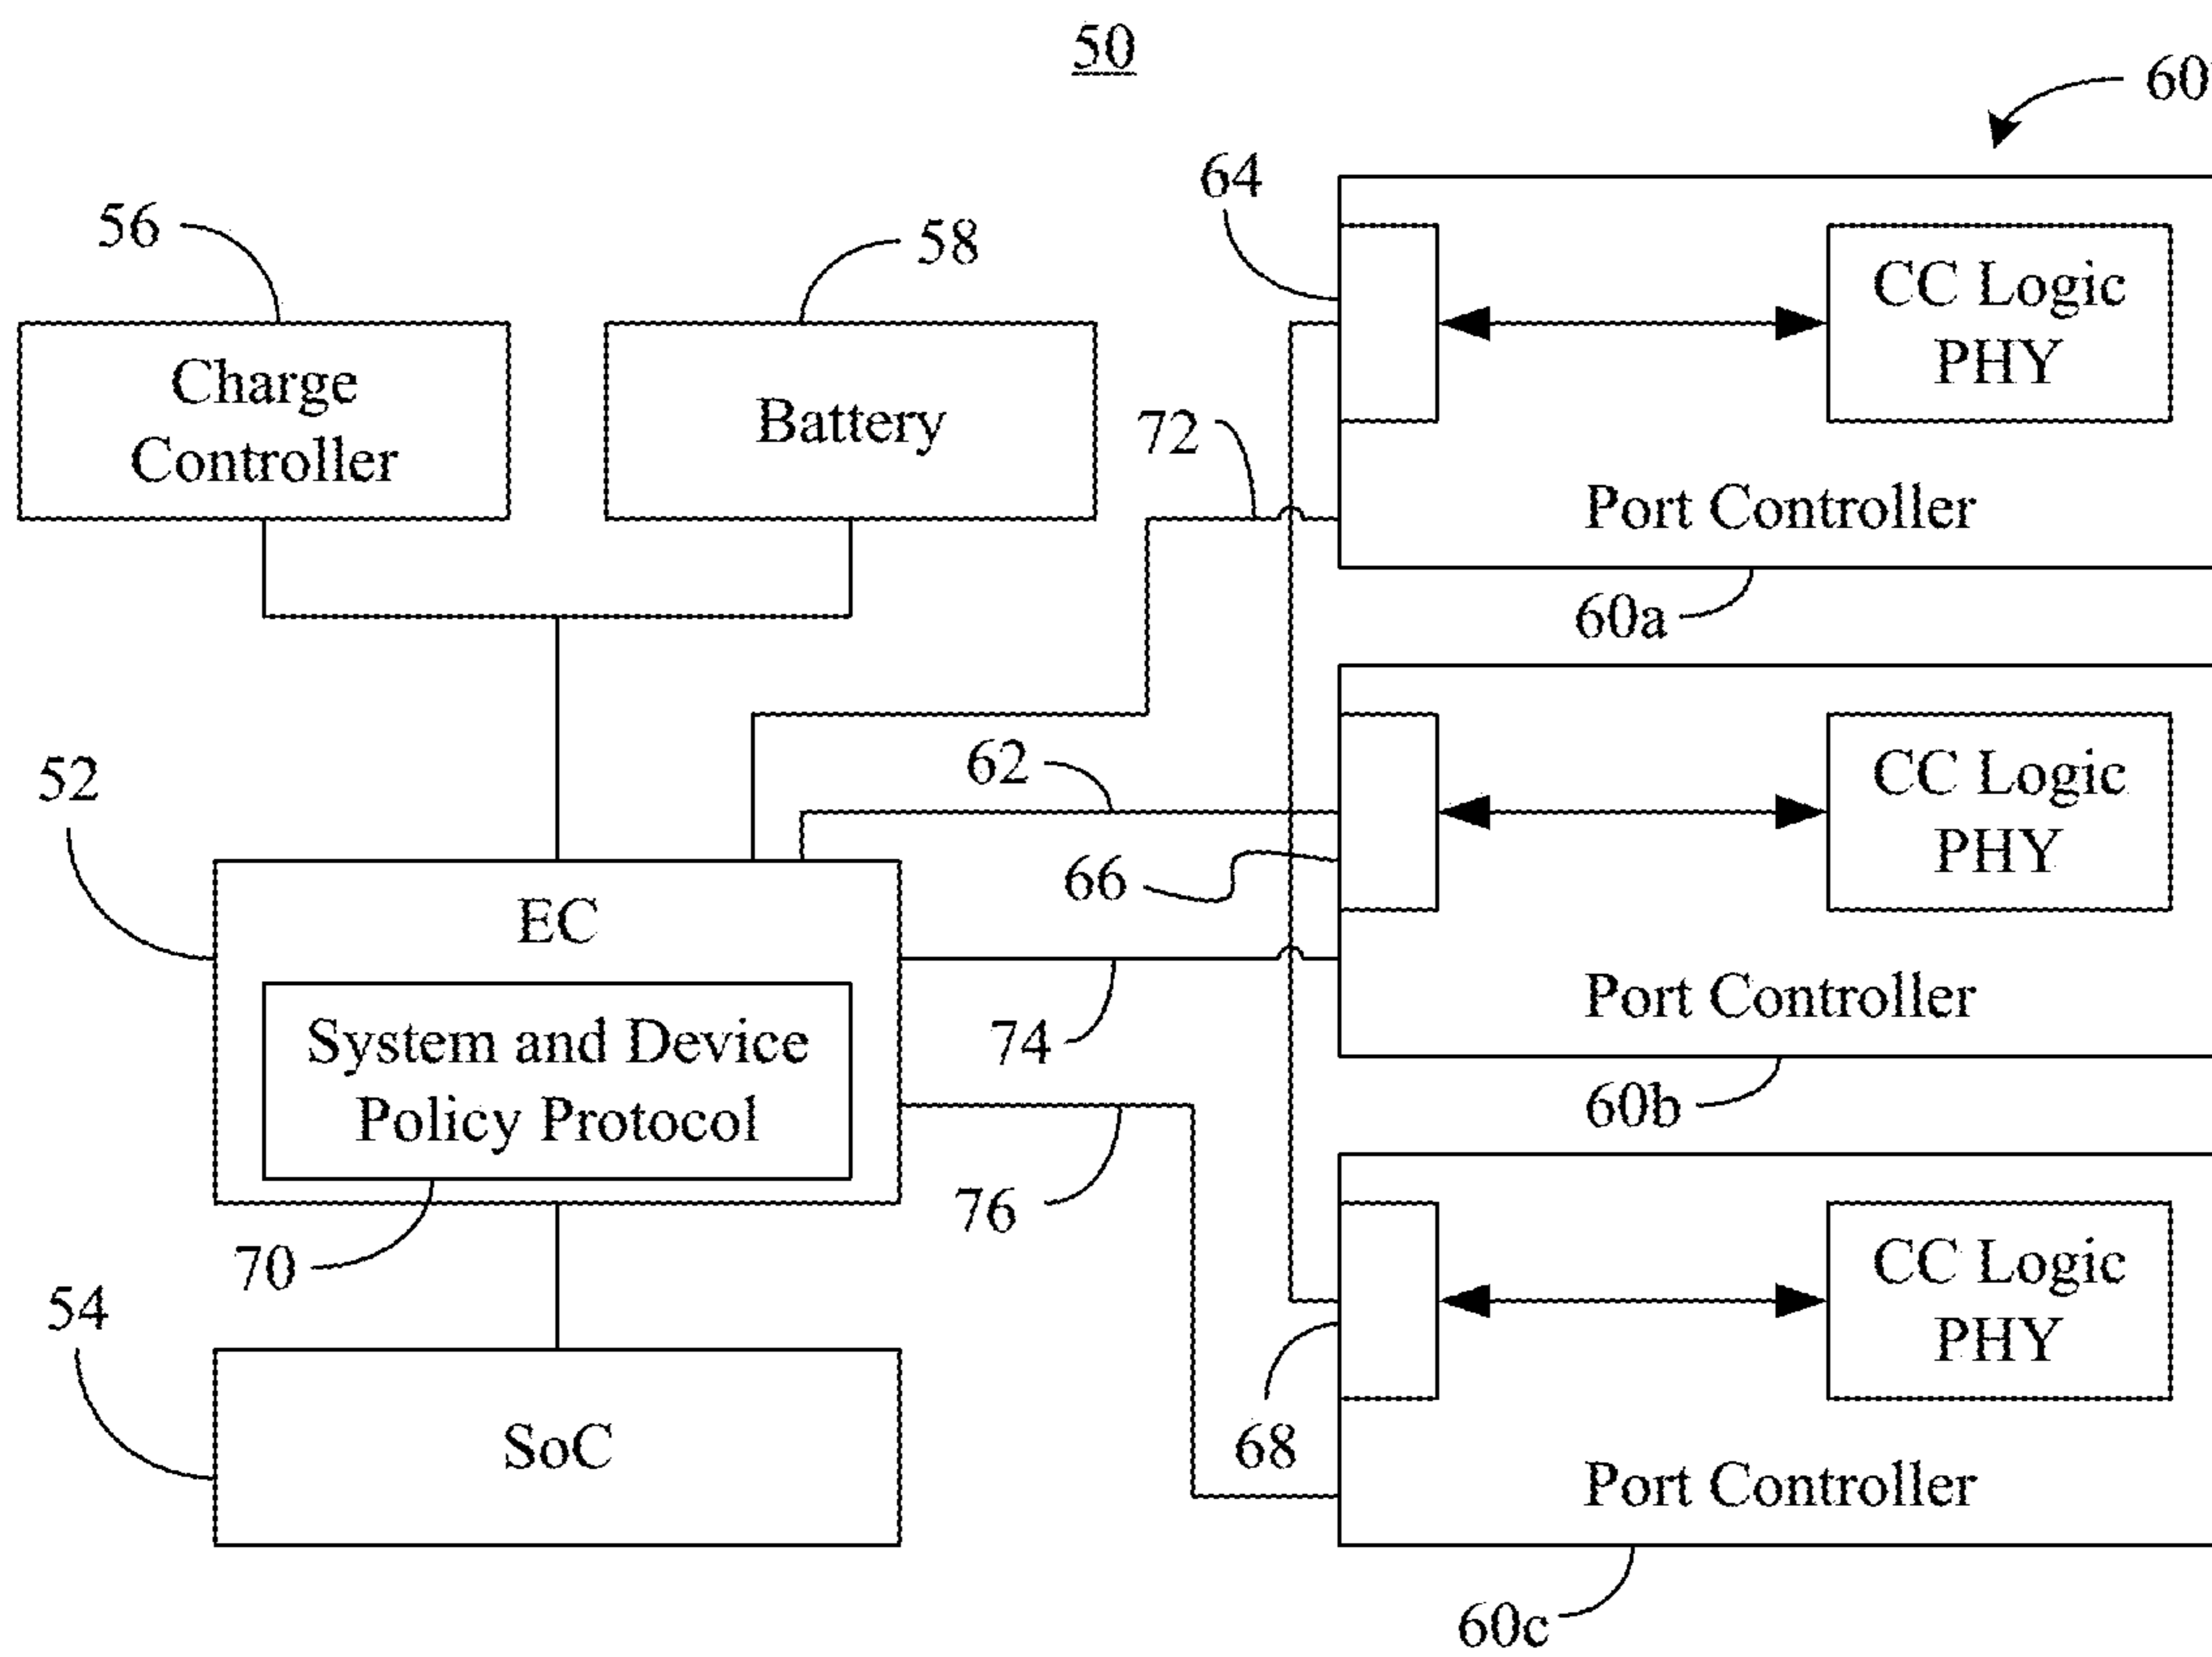 50
60
64
56
58
CC Logic
PHY
Charge
Controller
Battery
72
Port Controller
60a
52
62
CC Logic
PHY
66
EC
Port Controller
System and Device
Policy Protocol
74
60b
76
70
CC Logic
PHY
54
SoC
68
Port Controller
60c